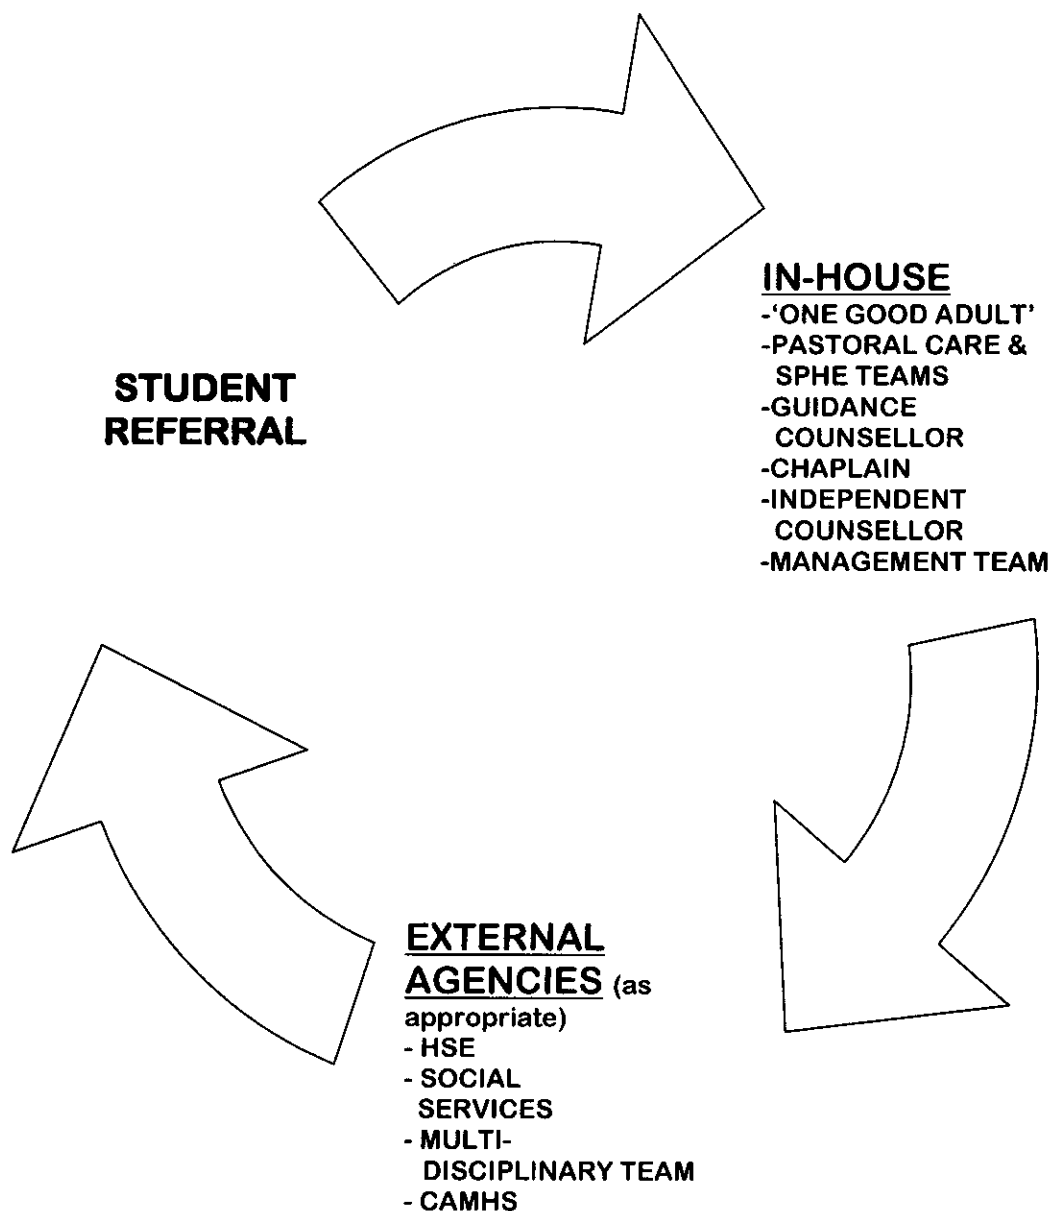 STUDENT
REFERRAL
IN-HOUSE
-‘ONE GOOD ADULT’
-PASTORAL CARE &
SPHE TEAMS
-GUIDANCE
COUNSELLOR
-CHAPLAIN
-INDEPENDENT
COUNSELLOR
-MANAGEMENT TEAM
EXTERNAL
AGENCIES (as
appropriate)
- HSE
- SOCIAL
SERVICES
- MULTI-
DISCIPLINARY TEAM
- CAMHS